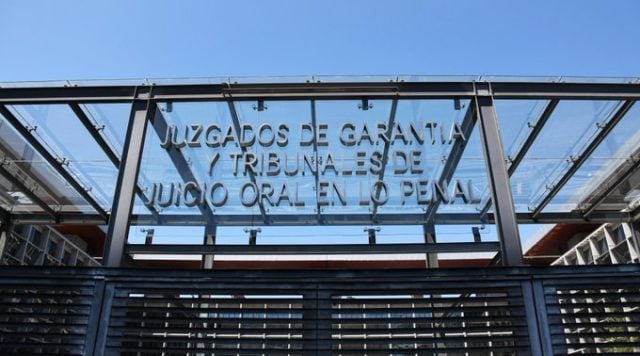 JUZGADOS DE GARANTIA
Y TRIBUNALES DE
JUICIO ORAL EN LO PENAL